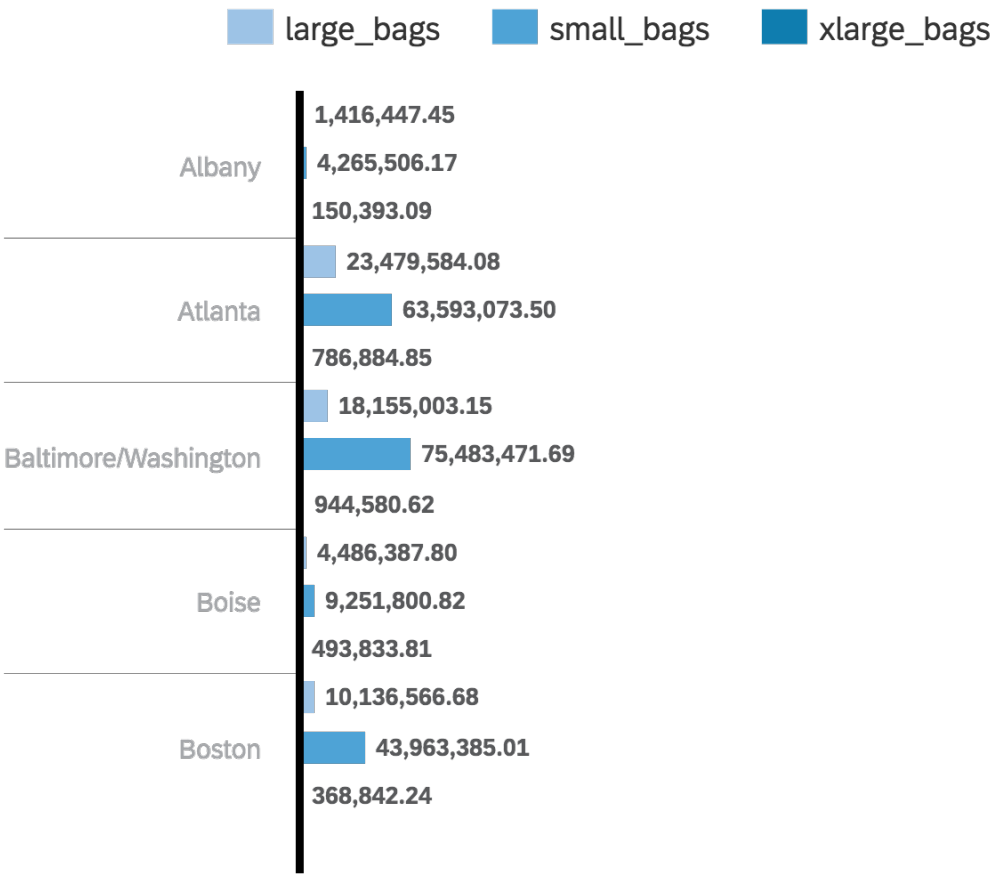 large_bags small_bags xlarge_bags
1,416,447.45
Albany
4,265,506.17
150,393.09
23,479,584.08
Atlanta
63,593,073.50
786,884.85
18,155,003.15
Baltimore/Washington
75,483,471.69
944,580.62
4,486,387.80
Boise
9,251,800.82
493,833.81
10,136,566.68
Boston
43,963,385.01
368,842.24